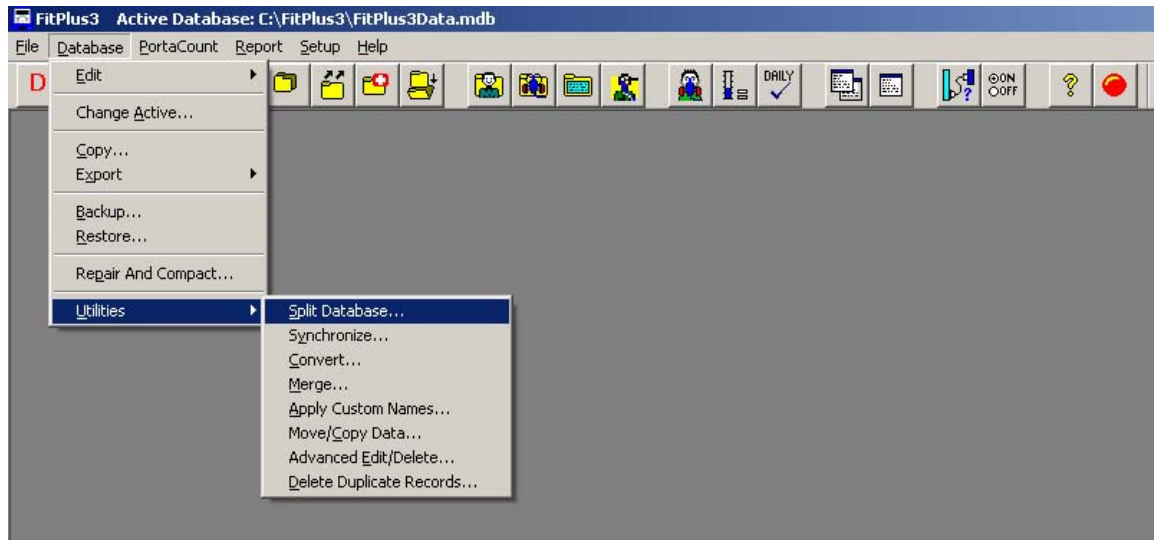 FitPlus3 Active Database: C:\FitPlus3\FitPlus3Data.mdb
File Database PortaCount Report Setup Help
D
DAILY
ON
OFF
?
?
Edit
Change Active...
Copy...
Export
Backup...
Restore...
Repair And Compact...
Utilities
Split Database...
Synchronize...
Convert...
Merge...
Apply Custom Names...
Move/Copy Data...
Advanced Edit/Delete...
Delete Duplicate Records...